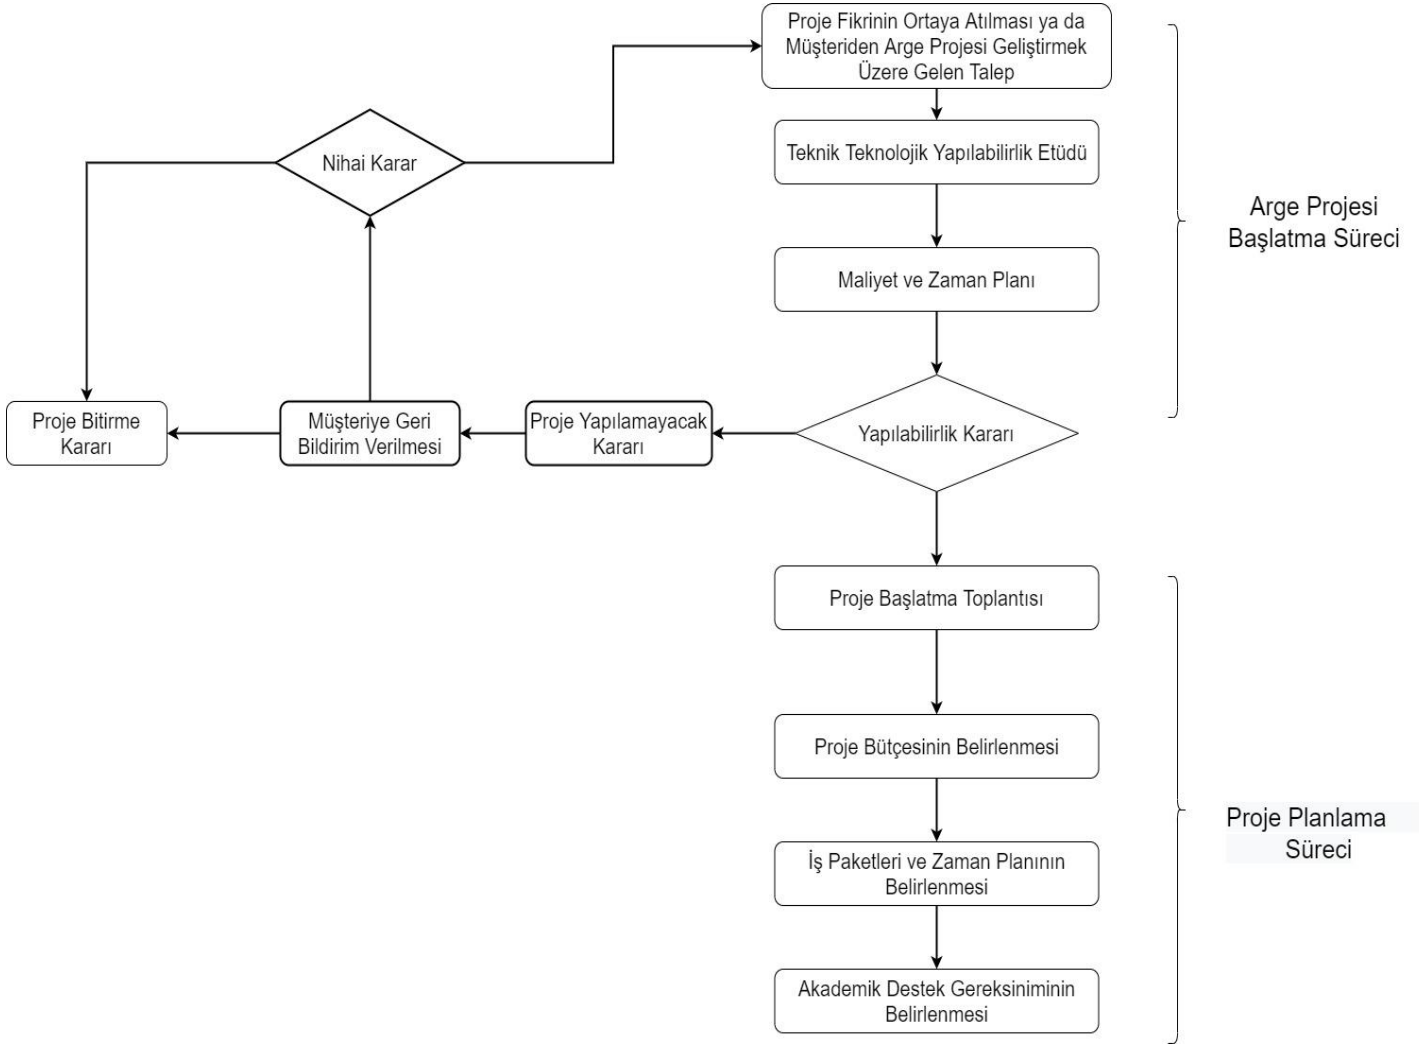 Proje Fikrinin Ortaya Atılması ya da
Müşteriden Arge Projesi Geliştirmek
Üzere Gelen Talep
Teknik Teknolojik Yapılabilirlik Etüdü
Nihai Karar
Arge Projesi
Başlatma Süreci
Maliyet ve Zaman Planı
Proje Bitirme
Kararı
Müşteriye Geri
Bildirim Verilmesi
Proje Yapılamayacak
Kararı
Yapılabilirlik Kararı
Proje Başlatma Toplantısı
Proje Bütçesinin Belirlenmesi
Proje Planlama
Süreci
İş Paketleri ve Zaman Planının
Belirlenmesi
Akademik Destek Gereksiniminin
Belirlenmesi